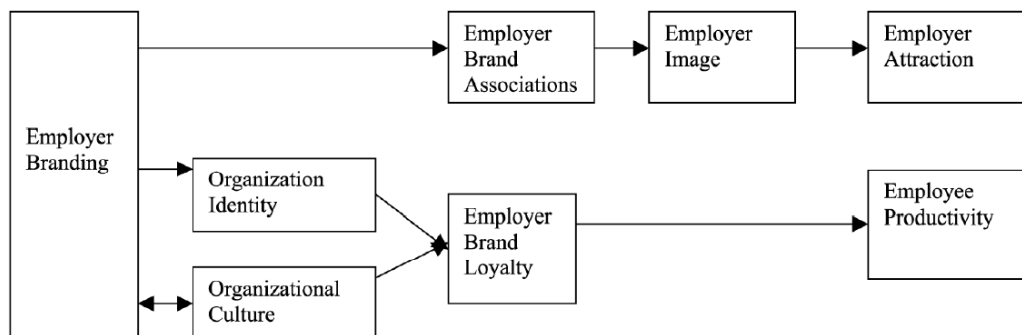 Employer
Branding
Employer
Brand
Associations
Employer
Image
Employer
Attraction
Organization
Identity
Organizational
Culture
Employer
Brand
Loyalty
Employee
Productivity